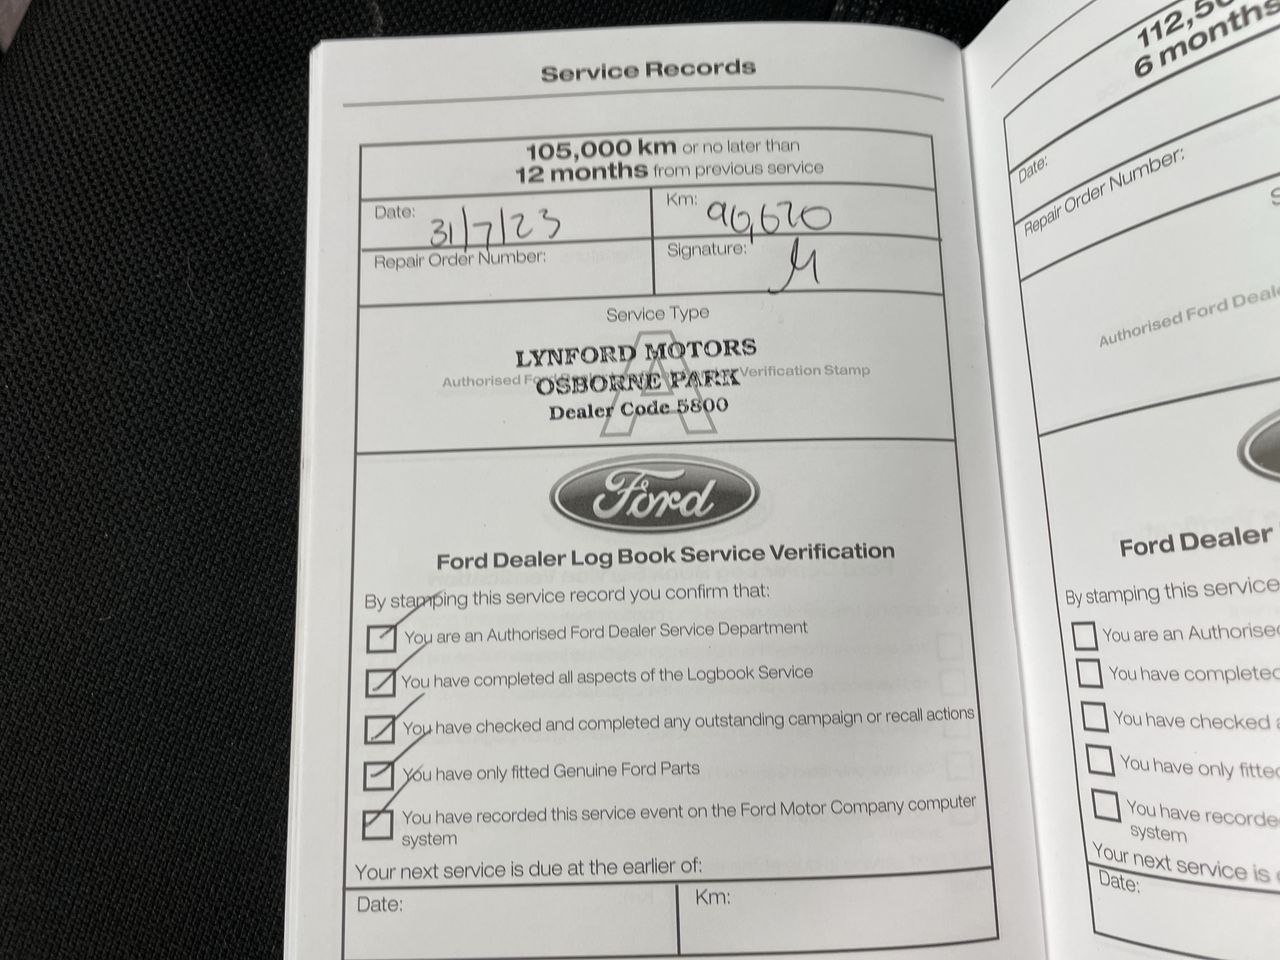 Service Records
105,000 km or no later than
12 months from previous service
Date: 31/7/23
Km: 90,670
Repair Order Number:
Signature:
Service Type
A
LYNFORD MOTORS
OSBORNE PARK
Dealer Code 5800
Authorised Verification Stamp
Ford
Ford Dealer Log Book Service Verification
By stamping this service record you confirm that:
You are an Authorised Ford Dealer Service Department
You have completed all aspects of the Logbook Service
You have checked and completed any outstanding campaign or recall actions
You have only fitted Genuine Ford Parts
You have recorded this service event on the Ford Motor Company computer
system
Your next service is due at the earlier of:
Date:
Km:
6 months
Date:
Repair Order Number:
Authorised Ford
Ford Dealer
By stamping this service
You are an
You have completed
You have checked
You have only
You have
system
Your next service is
Date: